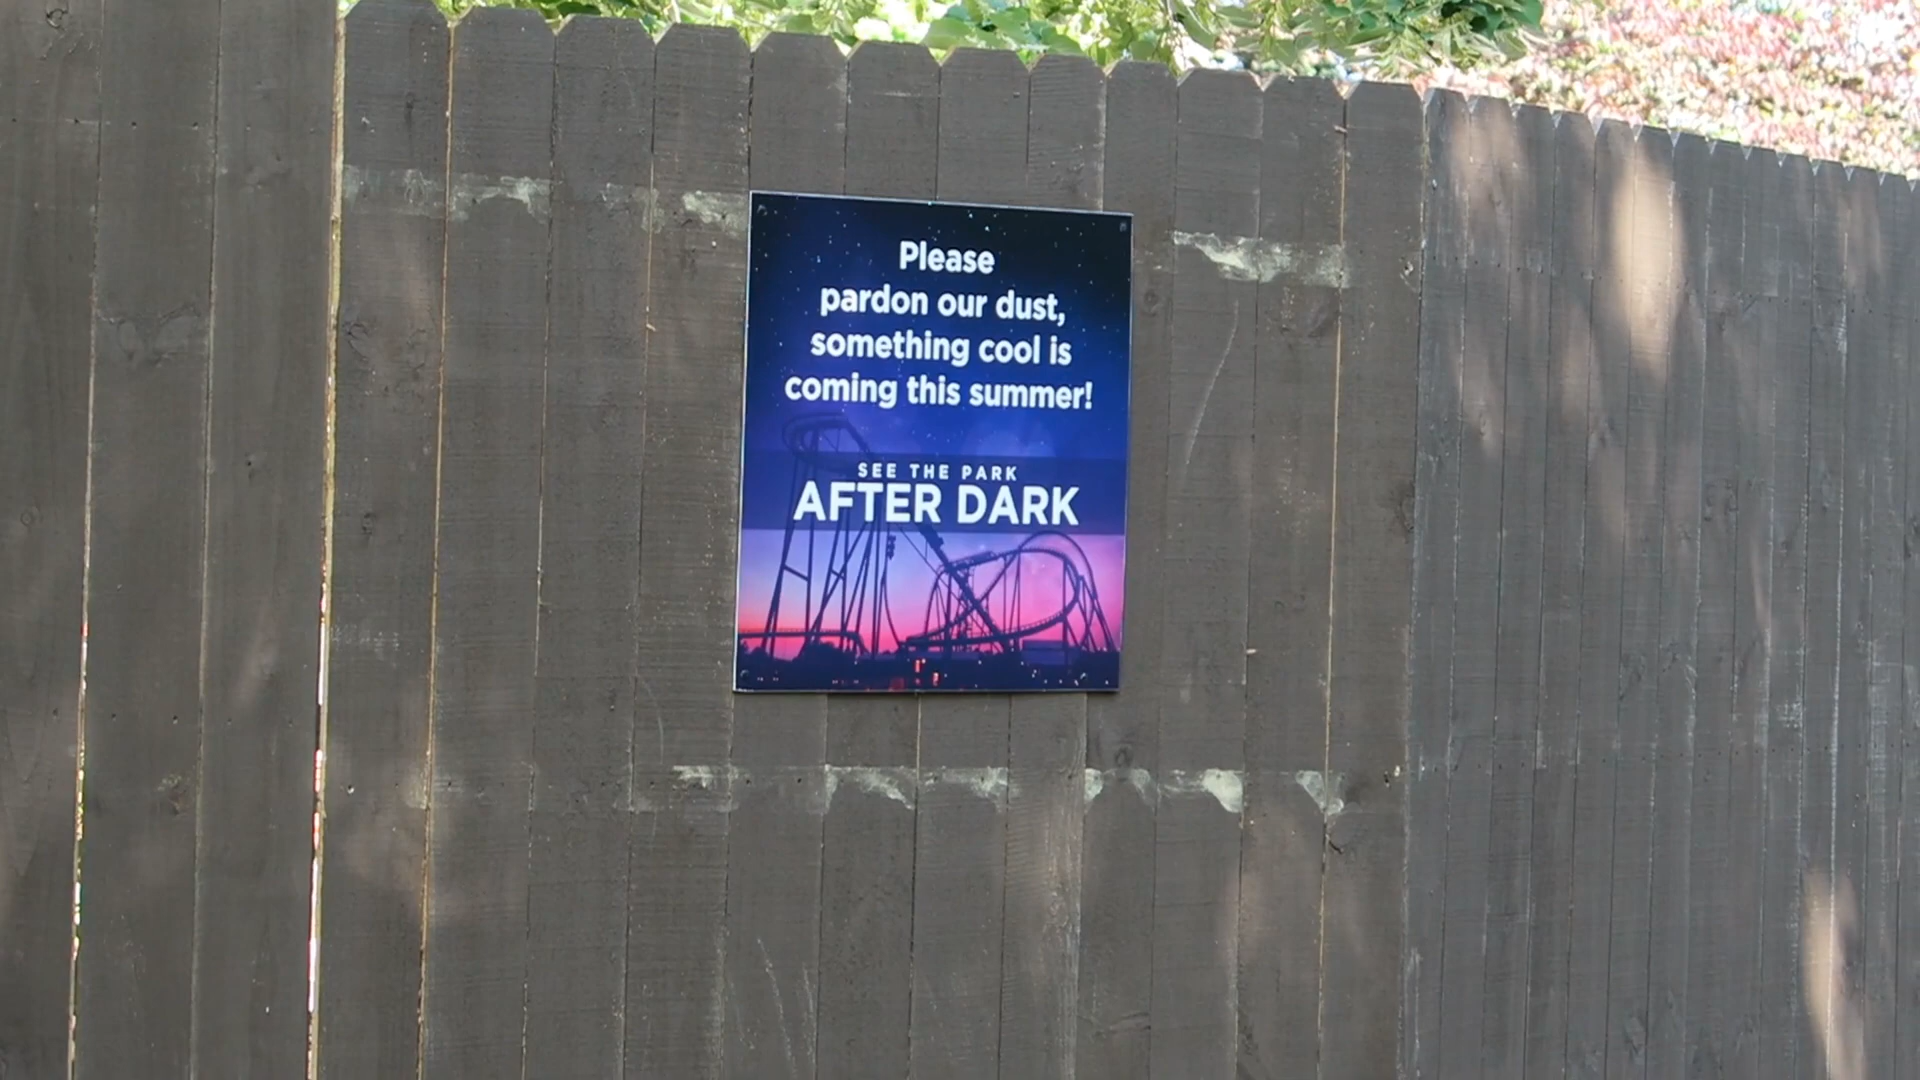 Please
pardon our dust,
something cool is
coming this summer!
SEE THE PARK
AFTER DARK